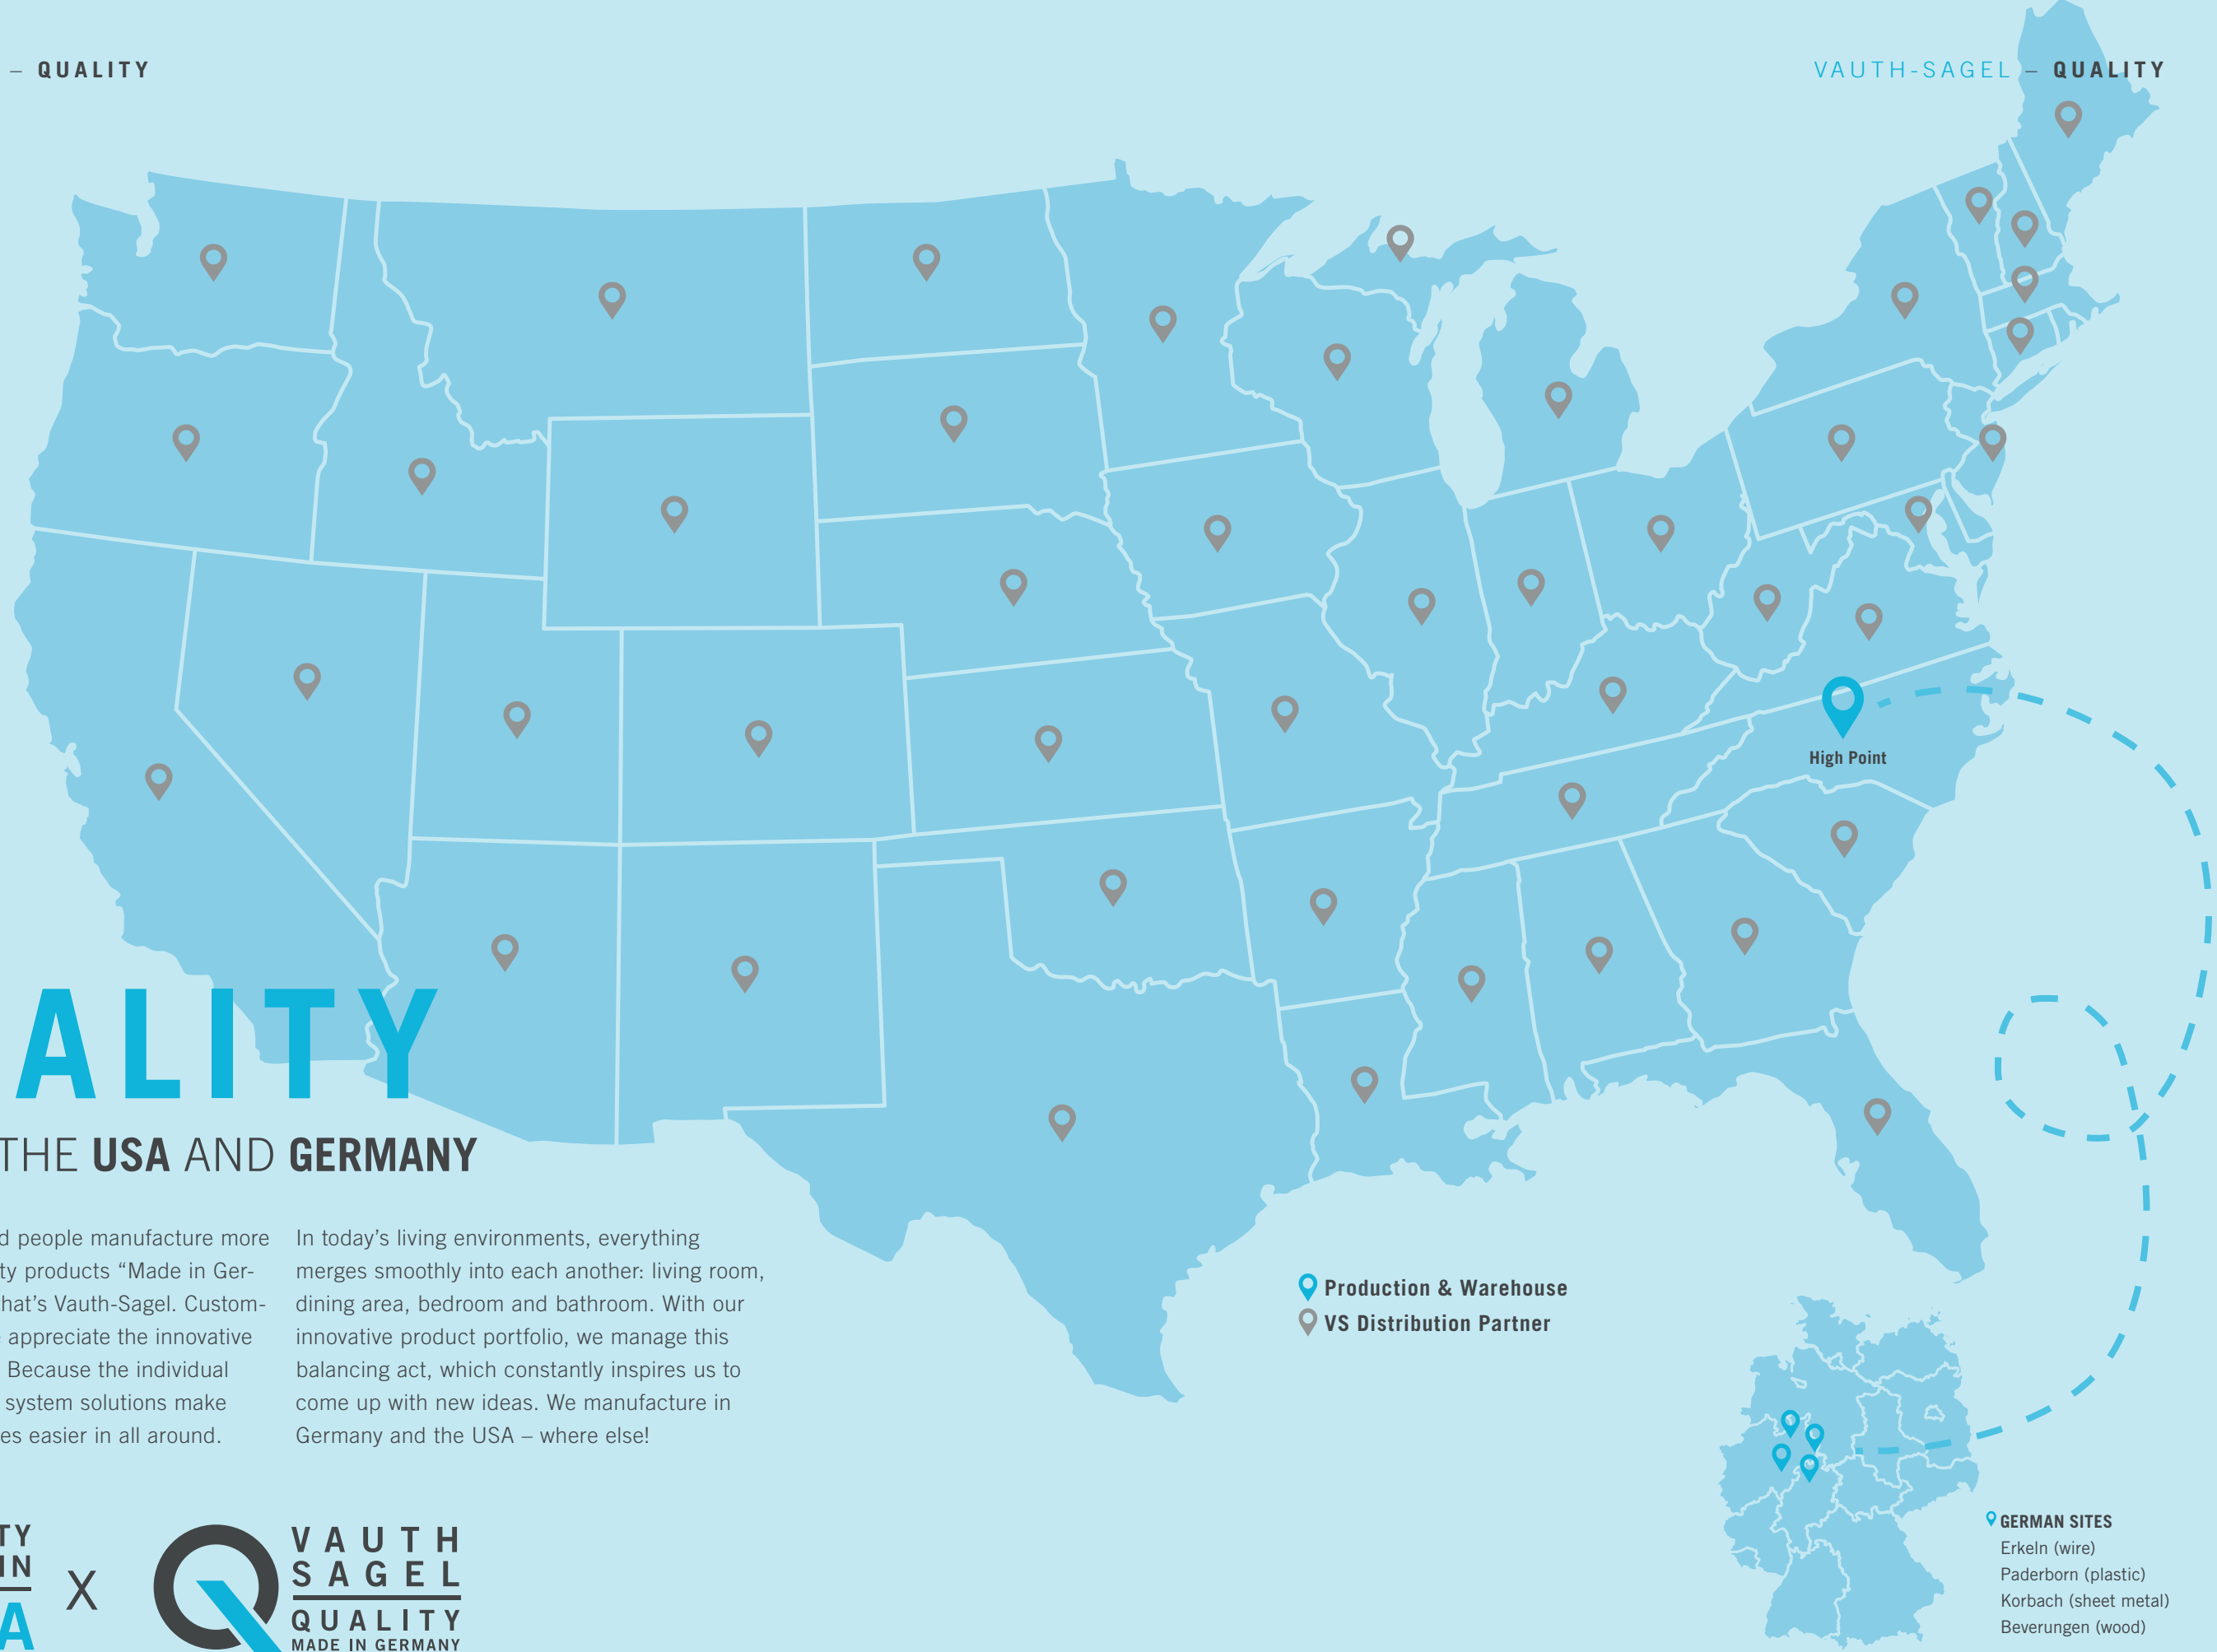 – QUALITY
VAUTH-SAGEL – QUALITY
High Point
ALITY
THE USA AND GERMANY
people manufacture more
products “Made in Ger-
Vauth-Sagel. Custom-
appreciate the innovative
Because the individual
system solutions make
easier in all around.
In today’s living environments, everything
merges smoothly into each another: living room,
dining area, bedroom and bathroom. With our
innovative product portfolio, we manage this
balancing act, which constantly inspires us to
come up with new ideas. We manufacture in
Germany and the USA – where else!
Production & Warehouse
VS Distribution Partner
GERMAN SITES
Erkeln (wire)
Paderborn (plastic)
Korbach (sheet metal)
Beverungen (wood)
TY
IN
A
X
VAUTH
SAGEL
QUALITY
MADE IN GERMANY